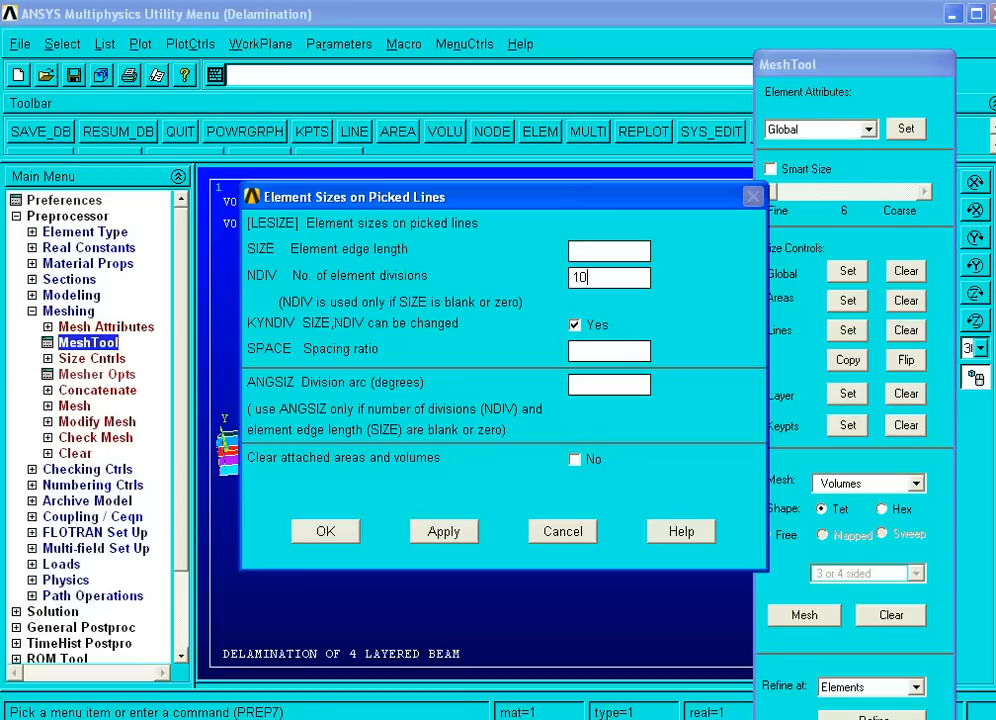 ANSYS Multiphysics Utility Menu (Delamination)
File Select List Plot PlotCtrls WorkPlane Parameters Macro MenuCtrls Help
Toolbar
SAVE_DB RESUM_DB QUIT POWRGRPH KPTS LINE AREA VOLU NODE ELEM MULTI REPLOT SYS_EDIT
Main Menu
Preferences
Preprocessor
Element Type
Real Constants
Material Props
Sections
Modeling
Meshing
Mesh Attributes
MeshTool
Size Cntrls
Mesher Opts
Concatenate
Mesh
Modify Mesh
Check Mesh
Clear
Checking Ctrls
Numbering Ctrls
Archive Model
Coupling / Ceqn
FLOTRAN Set Up
Multi-field Set Up
Loads
Physics
Path Operations
Solution
General Postproc
TimeHist Postpro
ROM Tool
1
VO
VO
Y
Element Sizes on Picked Lines
[LESIZE] Element sizes on picked lines
SIZE Element edge length
NDIV No. of element divisions 10
(NDIV is used only if SIZE is blank or zero)
KYNDIV SIZE,NDIV can be changed Yes
SPACE Spacing ratio
ANGSIZ Division arc (degrees)
( use ANGSIZ only if number of divisions (NDIV) and
element edge length (SIZE) are blank or zero)
Clear attached areas and volumes No
OK Apply Cancel Help
DELAMINATION OF 4 LAYERED BEAM
MeshTool
Element Attributes:
Global Set
Smart Size
Fine 6 Coarse
ize Controls:
Global Set Clear
Areas Set Clear
Lines Set Clear
Copy Flip
Layer Set Clear
Keypts Set Clear
Mesh: Volumes
Shape: Tet Hex
Free Mapped Sweep
3 or 4 sided
Mesh Clear
Refine at: Elements
Refine
Pick a menu item or enter a command (PREP7) mat=1 type=1 real=1